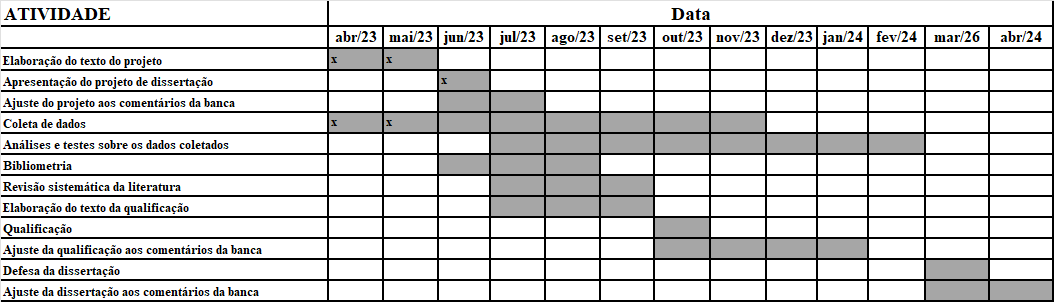 ATIVIDADE Data
abr/23 mai/23 jun/23 jul/23 ago/23 set/23 out/23 nov/23 dez/23 jan/24 fev/24 mar/26 abr/24
Elaboração do texto do projeto x x
Apresentação do projeto de dissertação x
Ajuste do projeto aos comentários da banca
Coleta de dados x x
Análises e testes sobre os dados coletados
Bibliometria
Revisão sistemática da literatura
Elaboração do texto da qualificação
Qualificação
Ajuste da qualificação aos comentários da banca
Defesa da dissertação
Ajuste da dissertação aos comentários da banca